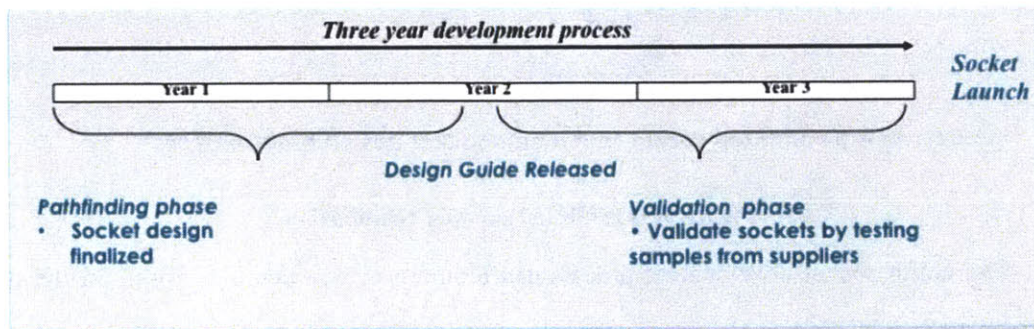 Three year development process
Socket
Launch
Year 1 Year 2 Year 3
Design Guide Released
Pathfinding phase
• Socket design
finalized
Validation phase
• Validate sockets by testing
samples from suppliers